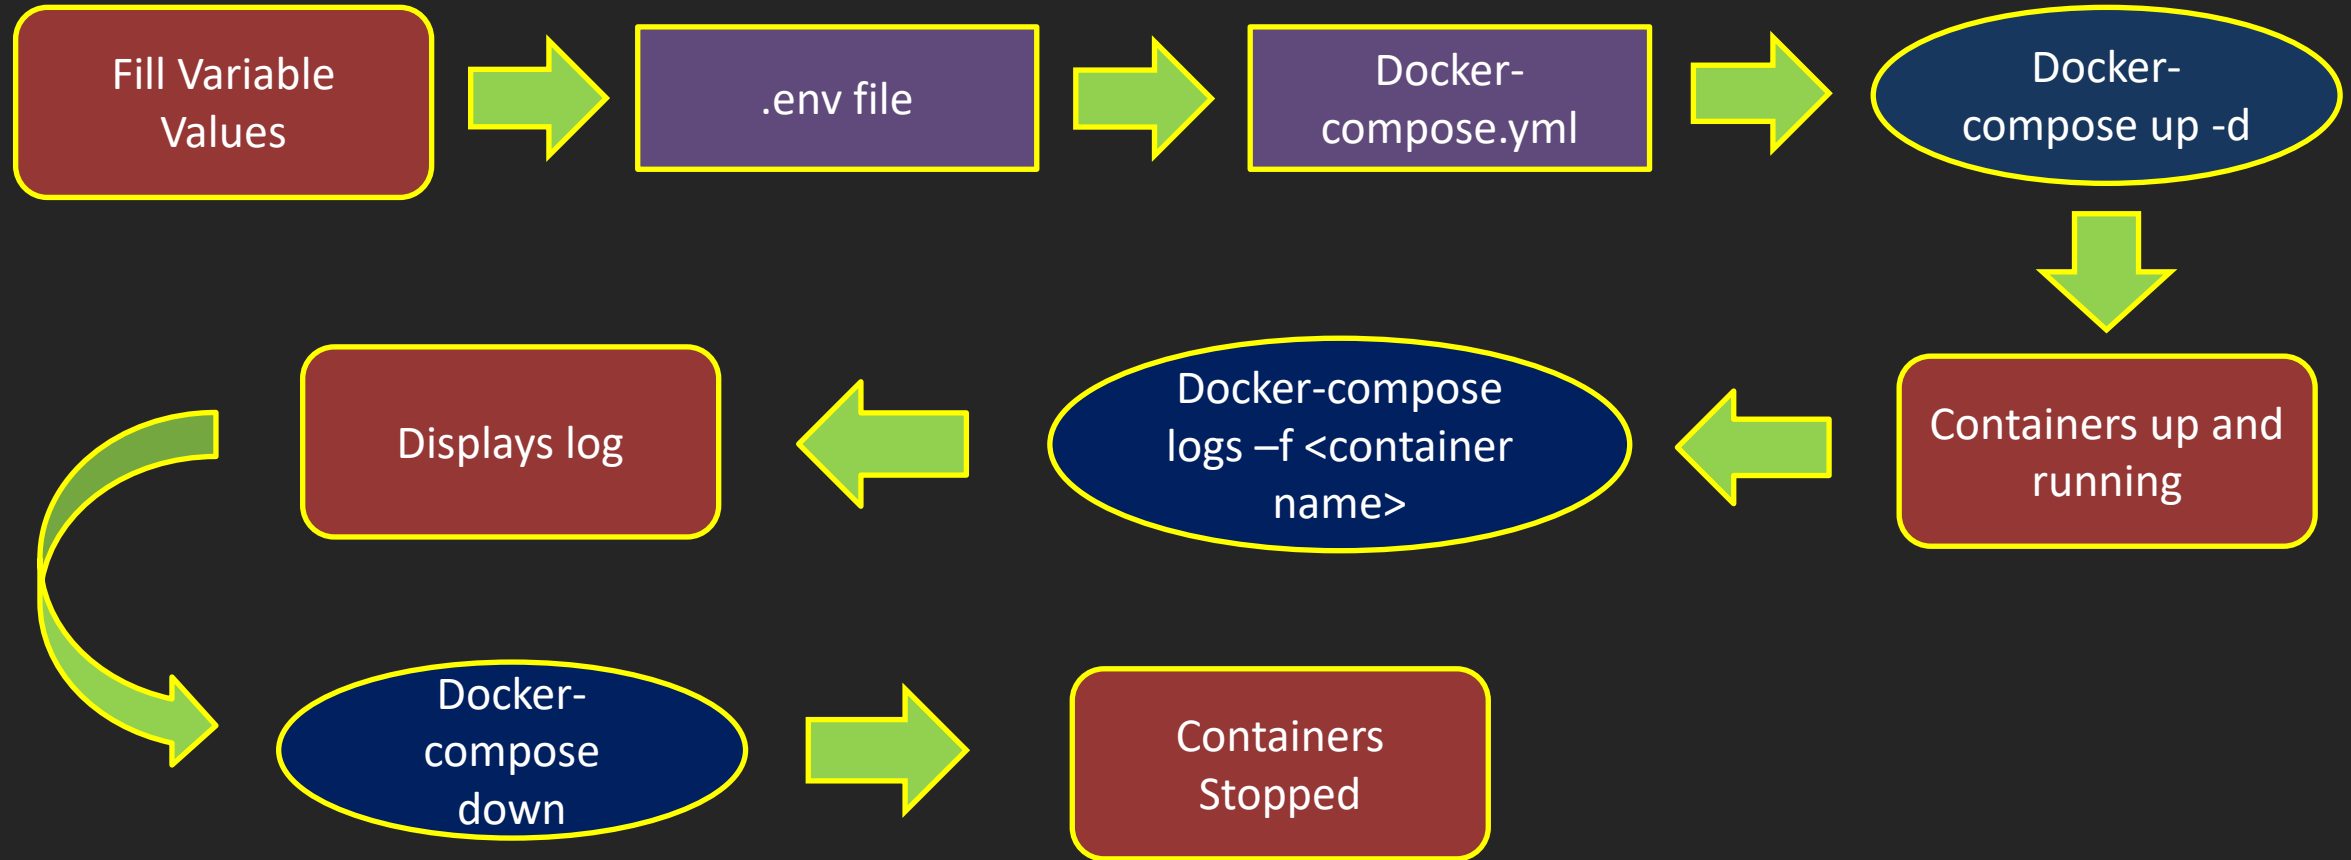 Fill Variable
Values
.env file
Docker-
compose.yml
Docker-
compose up -d
Containers up and
running
Docker-compose
logs –f <container
name>
Displays log
Docker-
compose
down
Containers
Stopped